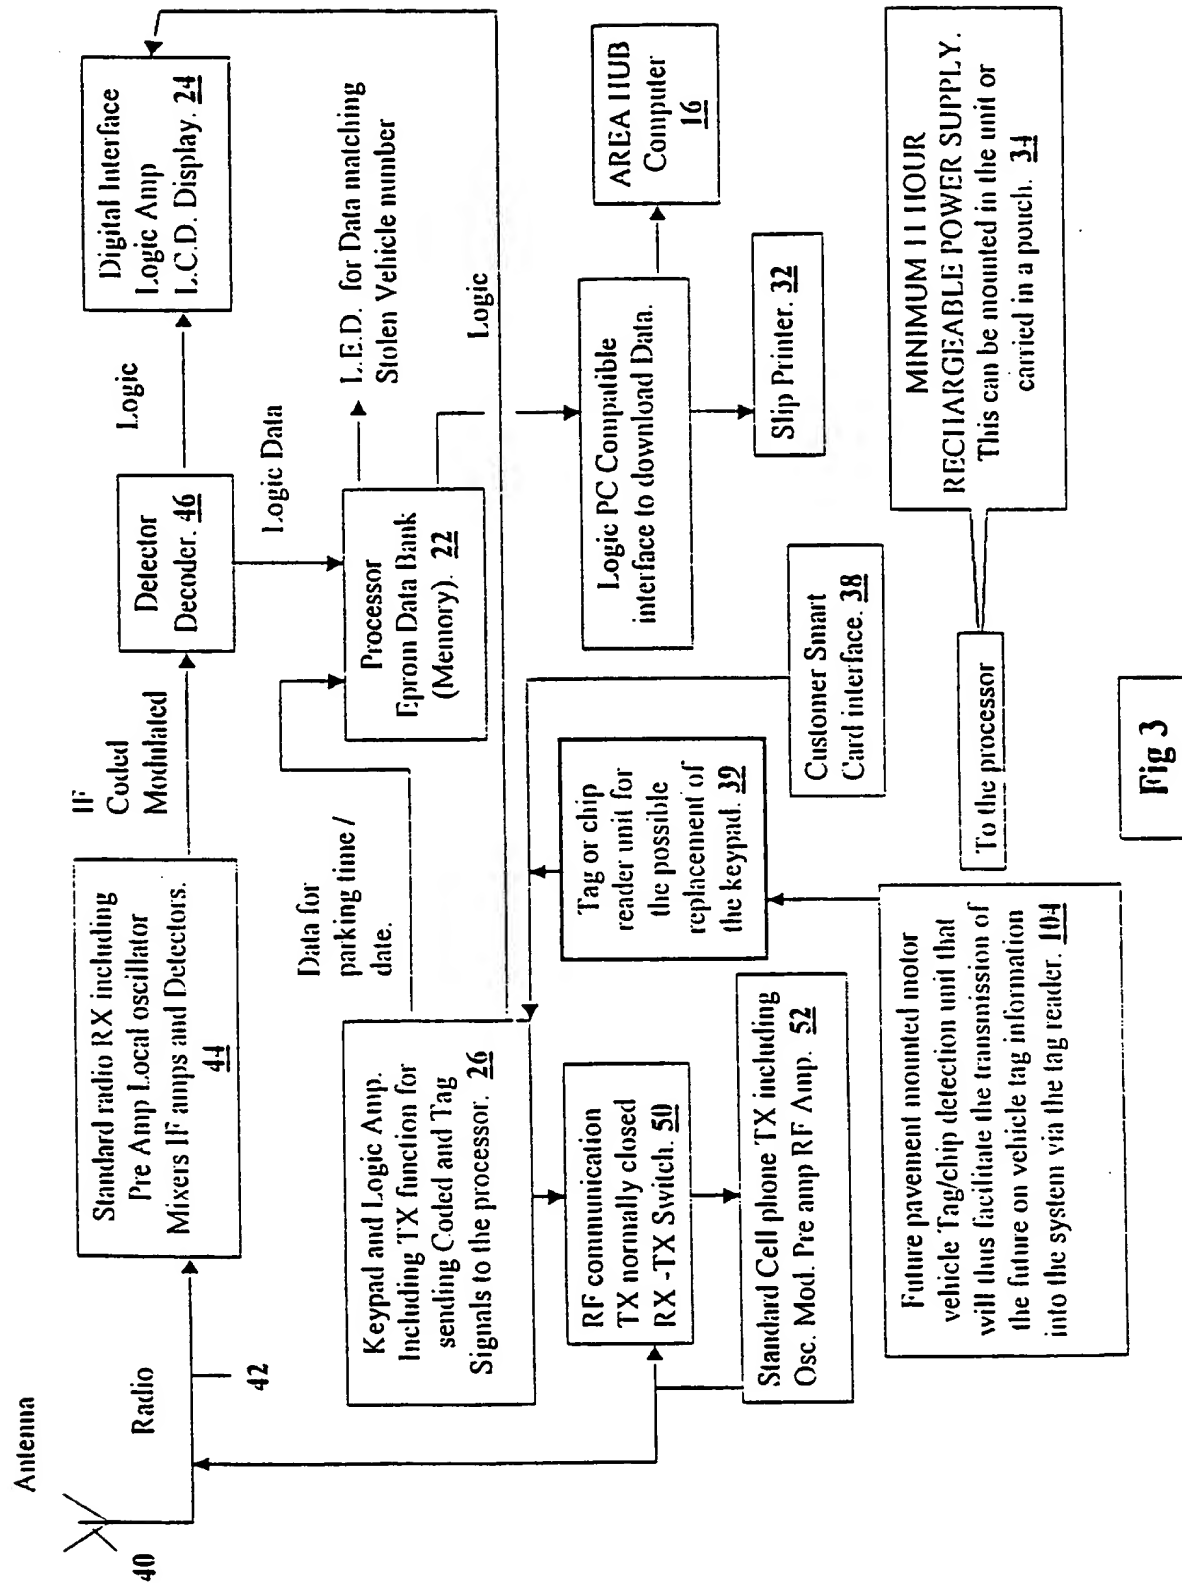 Antenna
40
Radio
42
Standard radio RX including
Pre Amp Local oscillator
Mixers IF amps and Detectors.
44
IF
Coded
Modulated
Detector
Decoder. 46
Logic
Digital Interface
Logic Amp
L.C.D. Display. 24
Logic Data
Data for
parking time /
date.
Processor
Eprom Data Bank
(Memory). 22
L.E.D. for Data matching
Stolen Vehicle number
Logic
Keypad and Logic Amp.
Including TX function for
sending Coded and Tag
Signals to the processor. 26
RF communication
TX normally closed
RX -TX Switch. 50
Standard Cell phone TX including
Osc. Mod. Pre amp RF Amp. 52
Tag or chip
reader unit for
the possible
replacement of
the keypad. 39
Customer Smart
Card interface. 38
Logic PC Compatible
interface to download Data.
AREA HUB
Computer
16
Slip Printer. 32
Future pavement mounted motor
vehicle Tag/chip detection unit that
will thus facilitate the transmission of
the future on vehicle tag information
into the system via the tag reader. 104
To the processor
MINIMUM 11 HOUR
RECHARGEABLE POWER SUPPLY.
This can be mounted in the unit or
carried in a pouch. 34
Fig 3